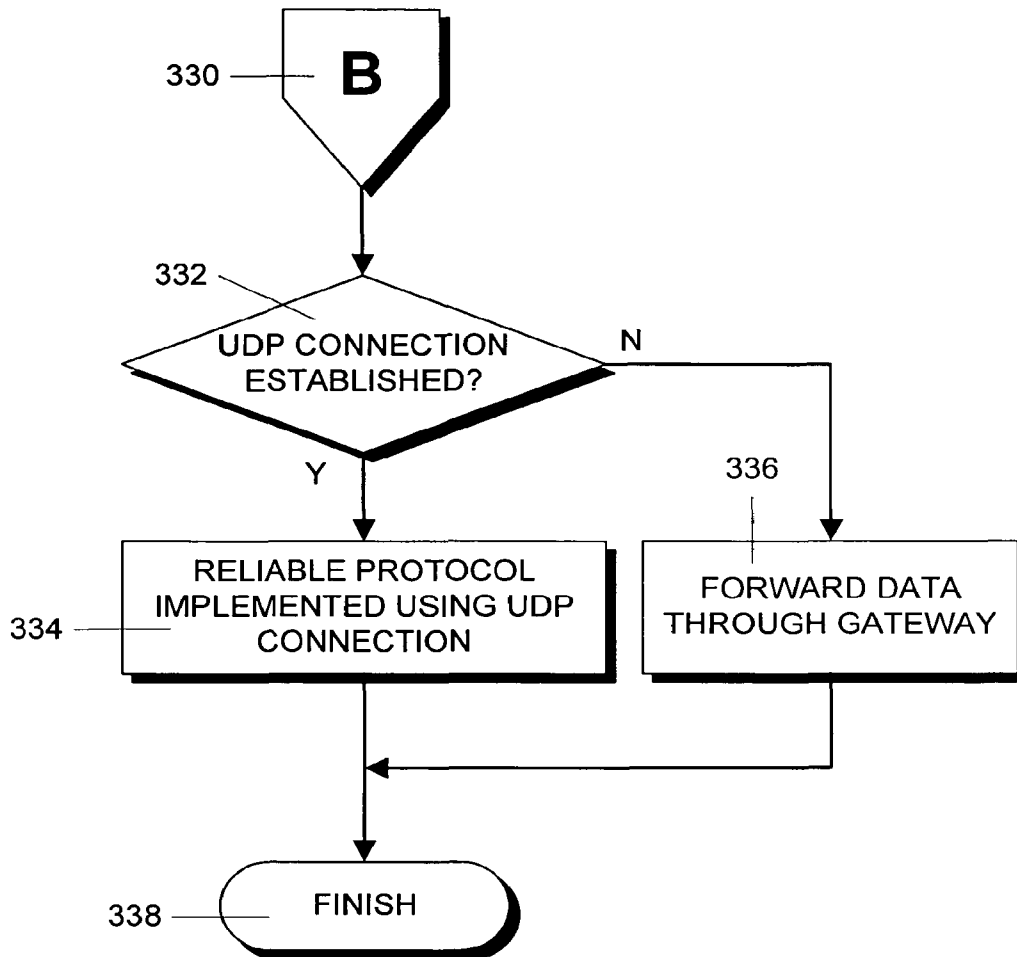 330
B
332
UDP CONNECTION
ESTABLISHED?
N
Y
336
334
RELIABLE PROTOCOL
IMPLEMENTED USING UDP
CONNECTION
FORWARD DATA
THROUGH GATEWAY
338
FINISH